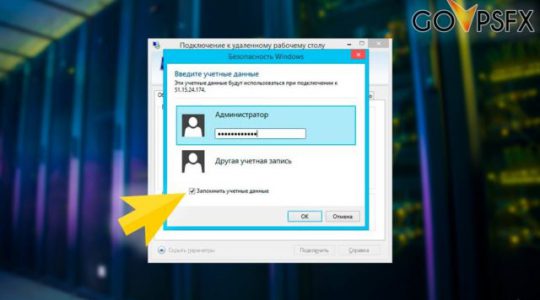 GOVPSFX
Подключение к удаленному рабочему столу
Безопасность Windows
Введите учетные данные
Эти учетные данные будут использоваться при подключении к
51.15.24.174.
Администратор
••••••••••••
Другая учетная запись
Запомнить учетные данные
ОК
Отмена
Скрыть параметры
Подключить
Справка